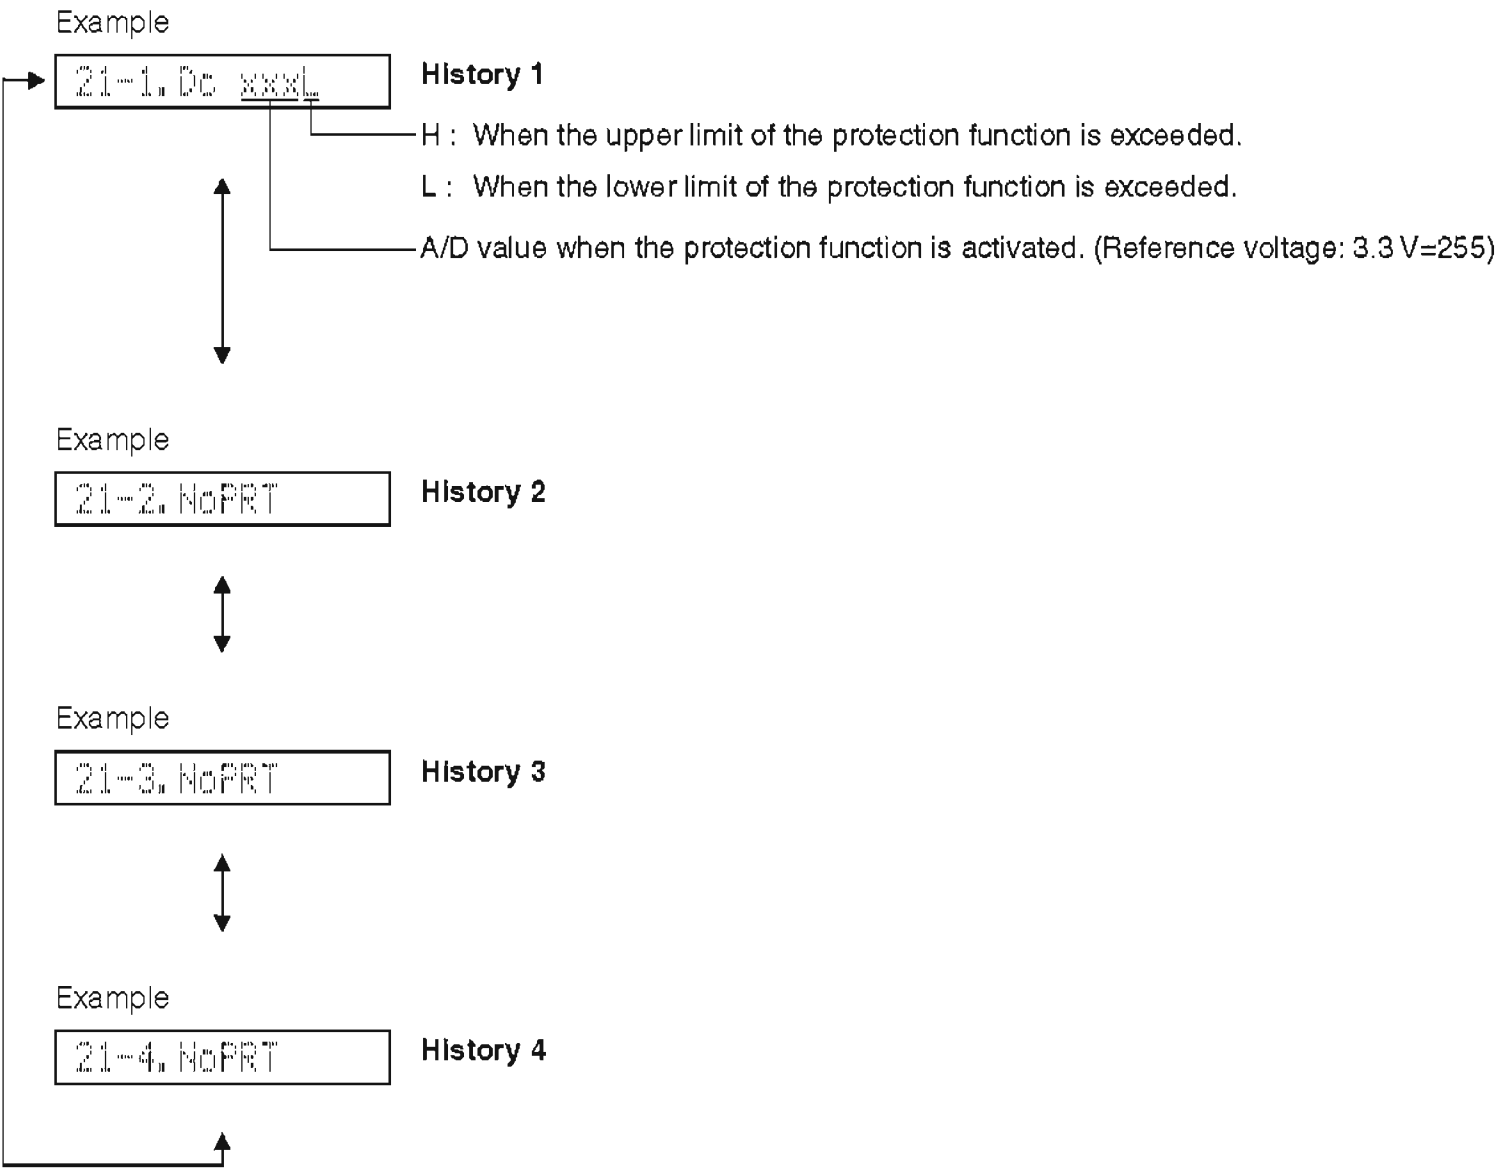 Example
21-1.Dc xxxL
History 1
H : When the upper limit of the protection function is exceeded.
L : When the lower limit of the protection function is exceeded.
A/D value when the protection function is activated. (Reference voltage: 3.3 V=255)
Example
21-2.NoPRT
History 2
Example
21-3.NoPRT
History 3
Example
21-4.NoPRT
History 4